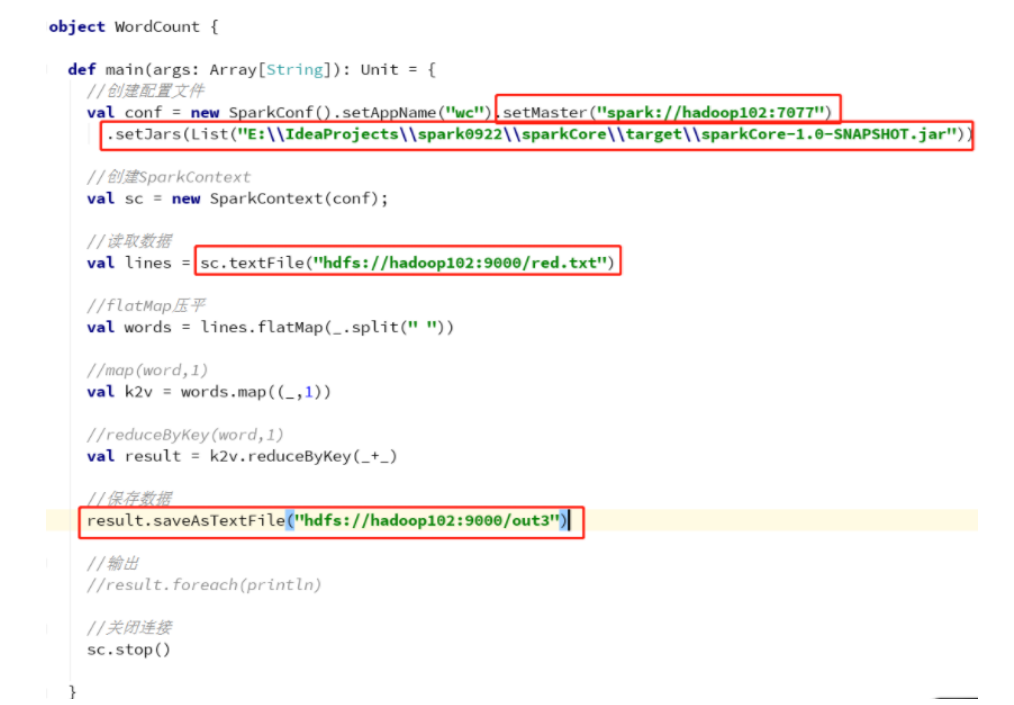 object WordCount {
def main(args: Array[String]): Unit = {
//创建配置文件
val conf = new SparkConf().setAppName("wc").setMaster("spark://hadoop102:7077")
.setJars(List("E:\\IdeaProjects\\spark0922\\sparkCore\\target\\sparkCore-1.0-SNAPSHOT.jar"))
//创建SparkContext
val sc = new SparkContext(conf);
//读取数据
val lines = sc.textFile("hdfs://hadoop102:9000/red.txt")
//flatMap压平
val words = lines.flatMap(_.split(" "))
//map(word,1)
val k2v = words.map((_,1))
//reduceByKey(word,1)
val result = k2v.reduceByKey(_+_)
//保存数据
result.saveAsTextFile("hdfs://hadoop102:9000/out3")
//输出
//result.foreach(println)
//关闭连接
sc.stop()
}